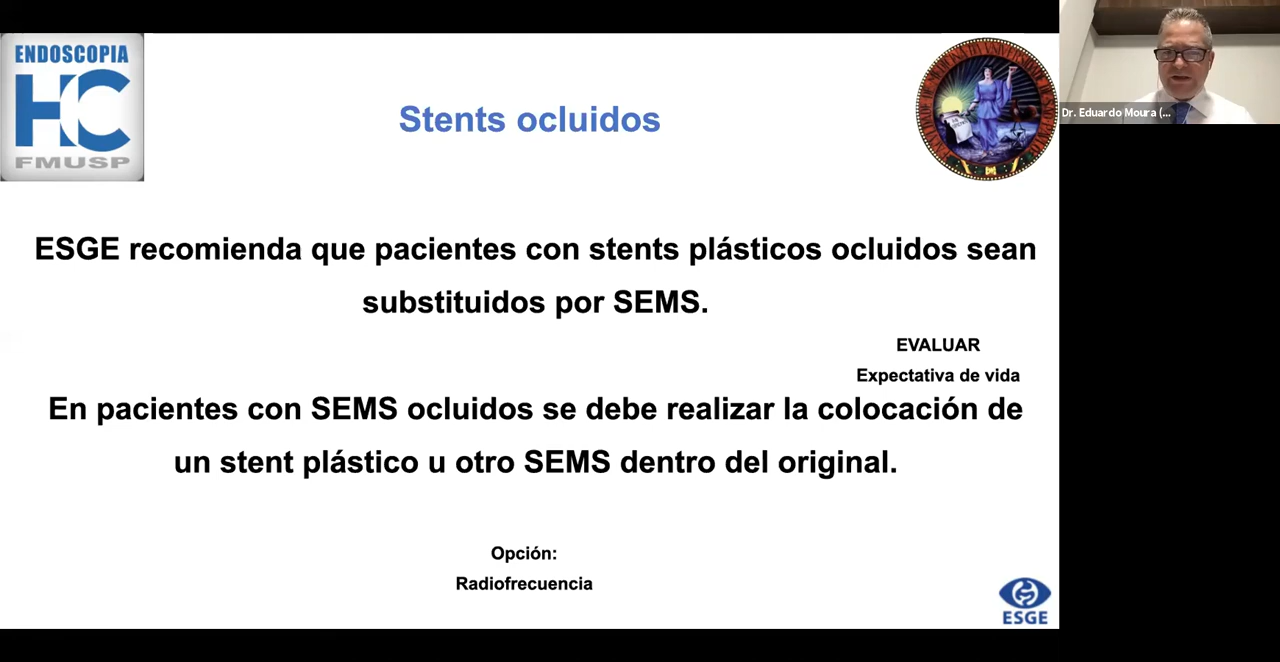 ENDOSCOPIA
HC
FMUSP
Stents ocluidos
Dr. Eduardo Moura (...
ESGE recomienda que pacientes con stents plásticos ocluidos sean
substituidos por SEMS.
EVALUAR
Expectativa de vida
En pacientes con SEMS ocluidos se debe realizar la colocación de
un stent plástico u otro SEMS dentro del original.
Opción:
Radiofrecuencia
ESGE